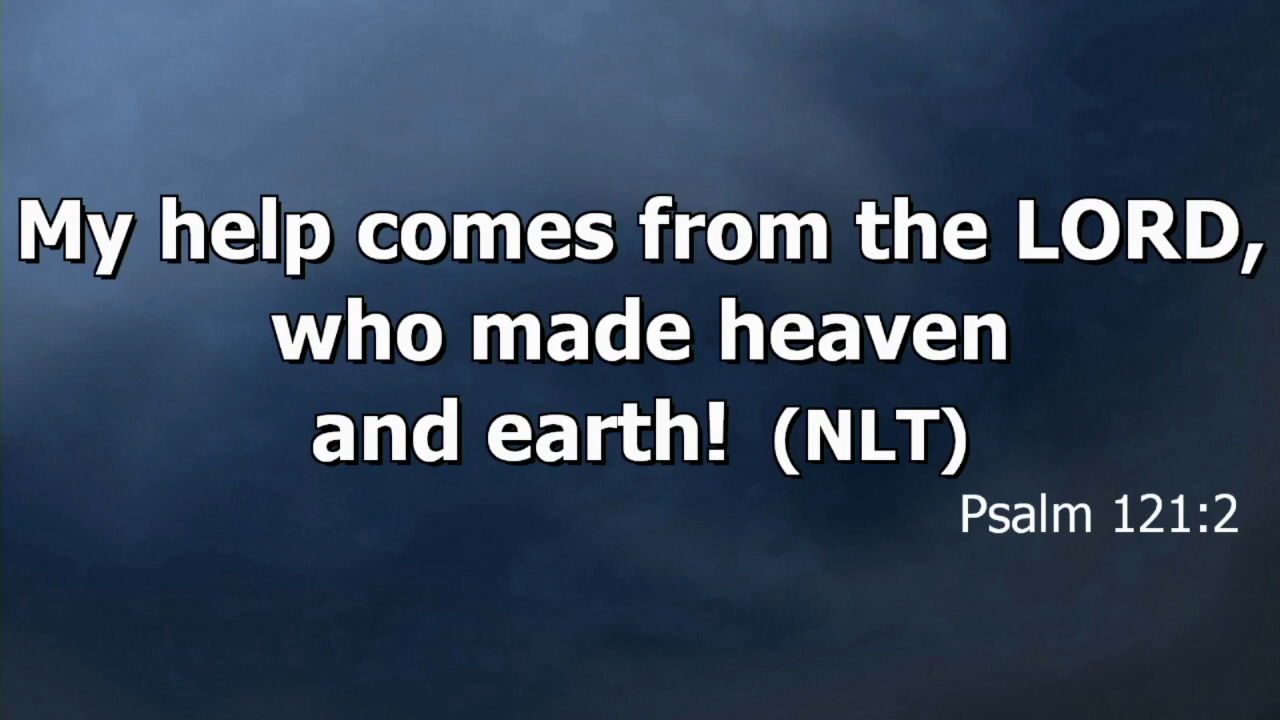 My help comes from the LORD,
who made heaven
and earth! (NLT)
Psalm 121:2